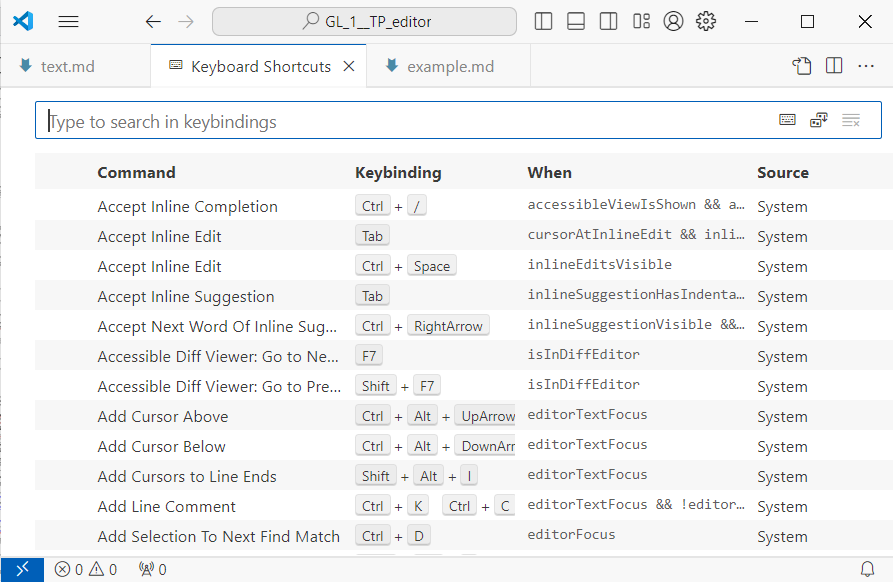 GL_1__TP_editor
text.md Keyboard Shortcuts example.md
Type to search in keybindings
Command Keybinding When Source
Accept Inline Completion Ctrl + / accessibleViewIsShown && a… System
Accept Inline Edit Tab cursorAtInlineEdit && inli… System
Accept Inline Edit Ctrl + Space inlineEditsVisible System
Accept Inline Suggestion Tab inlineSuggestionHasIndenta… System
Accept Next Word Of Inline Sug… Ctrl + RightArrow inlineSuggestionVisible &&… System
Accessible Diff Viewer: Go to Ne… F7 isInDiffEditor System
Accessible Diff Viewer: Go to Pre… Shift + F7 isInDiffEditor System
Add Cursor Above Ctrl + Alt + UpArrow editorTextFocus System
Add Cursor Below Ctrl + Alt + DownArr editorTextFocus System
Add Cursors to Line Ends Shift + Alt + I editorTextFocus System
Add Line Comment Ctrl + K Ctrl + C editorTextFocus && !editor… System
Add Selection To Next Find Match Ctrl + D editorFocus System
0 0 0